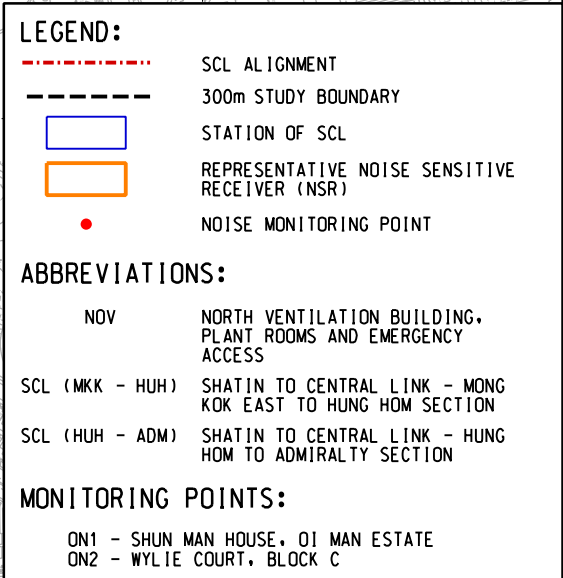 LEGEND:
SCL ALIGNMENT
300m STUDY BOUNDARY
STATION OF SCL
REPRESENTATIVE NOISE SENSITIVE
RECEIVER (NSR)
NOISE MONITORING POINT
ABBREVIATIONS:
NOV NORTH VENTILATION BUILDING,
PLANT ROOMS AND EMERGENCY
ACCESS
SCL (MKK - HUH) SHATIN TO CENTRAL LINK - MONG
KOK EAST TO HUNG HOM SECTION
SCL (HUH - ADM) SHATIN TO CENTRAL LINK - HUNG
HOM TO ADMIRALTY SECTION
MONITORING POINTS:
ON1 - SHUN MAN HOUSE, OI MAN ESTATE
ON2 - WYLIE COURT, BLOCK C